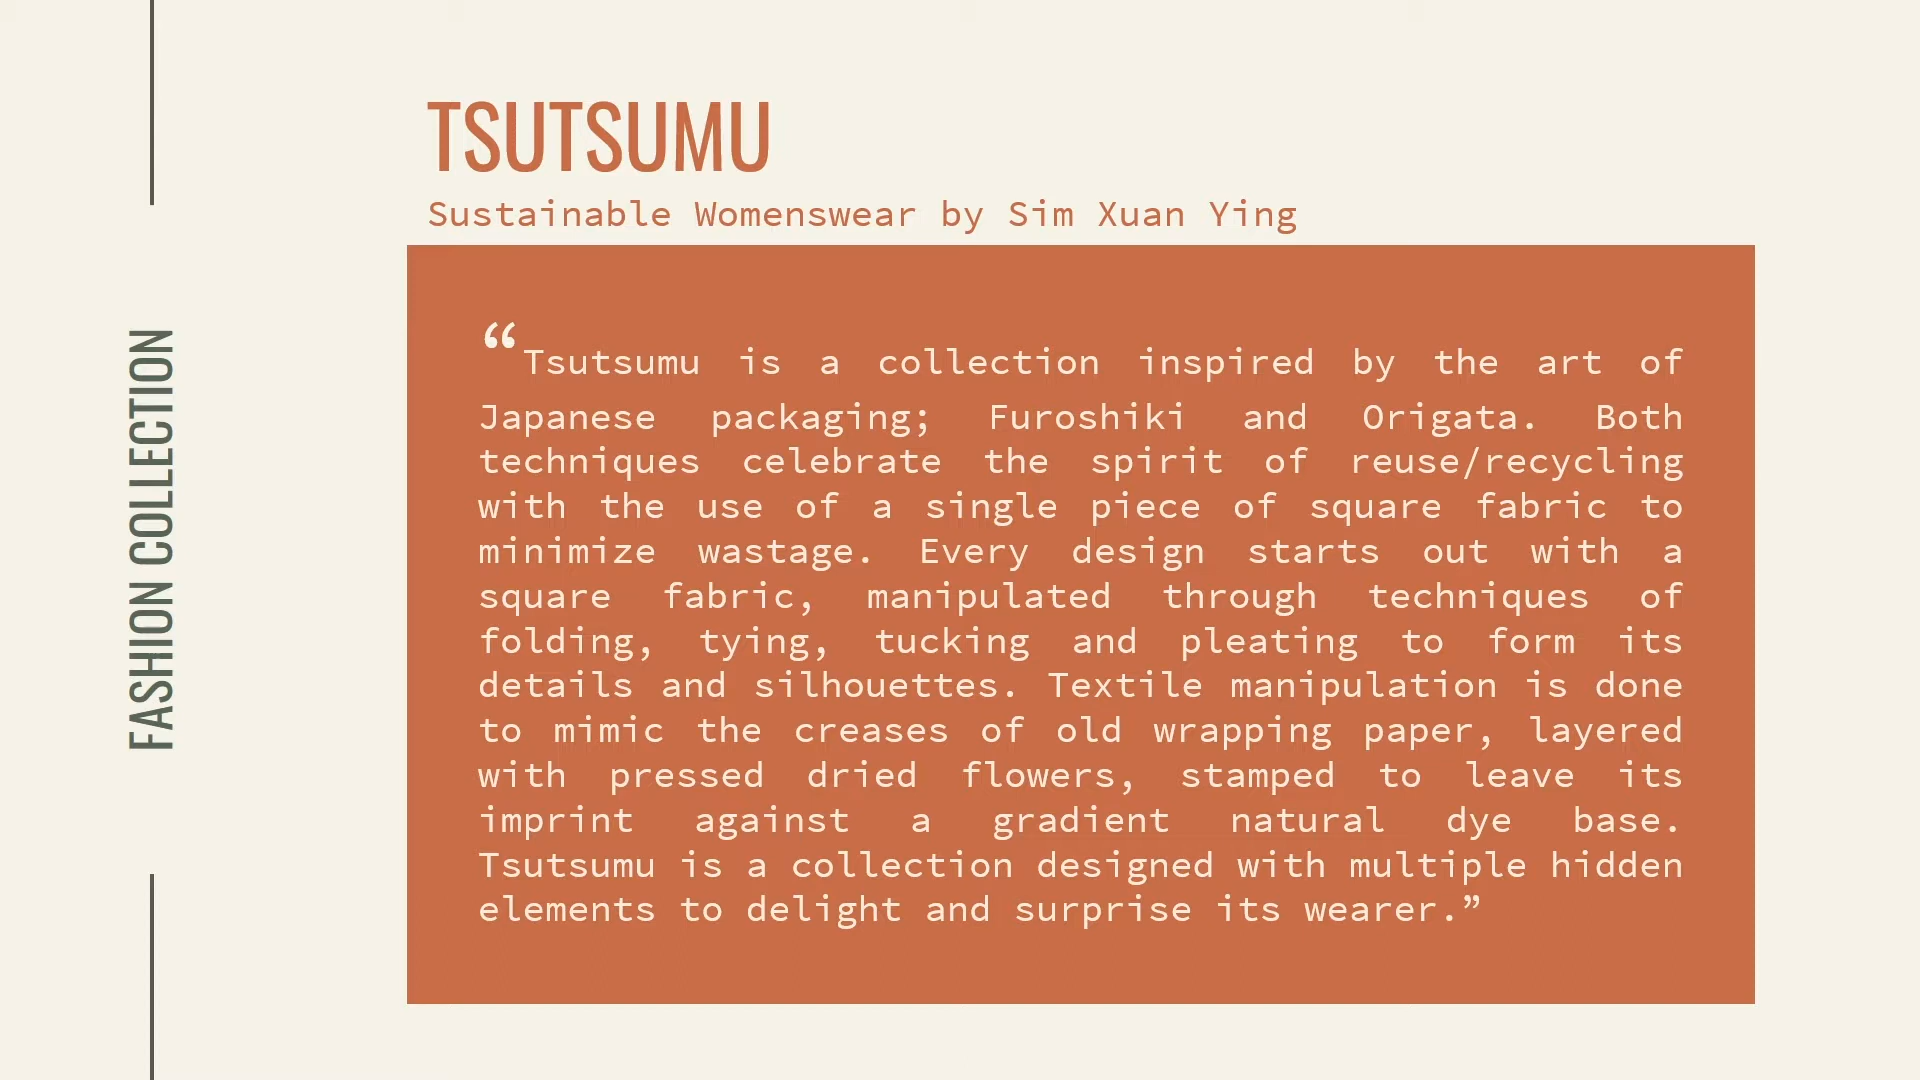 TSUTSUMU
Sustainable Womenswear by Sim Xuan Ying
FASHION COLLECTION
“Tsutsumu is a collection inspired by the art of
Japanese packaging; Furoshiki and Origata. Both
techniques celebrate the spirit of reuse/recycling
with the use of a single piece of square fabric to
minimize wastage. Every design starts out with a
square fabric, manipulated through techniques of
folding, tying, tucking and pleating to form its
details and silhouettes. Textile manipulation is done
to mimic the creases of old wrapping paper, layered
with pressed dried flowers, stamped to leave its
imprint against a gradient natural dye base.
Tsutsumu is a collection designed with multiple hidden
elements to delight and surprise its wearer.”